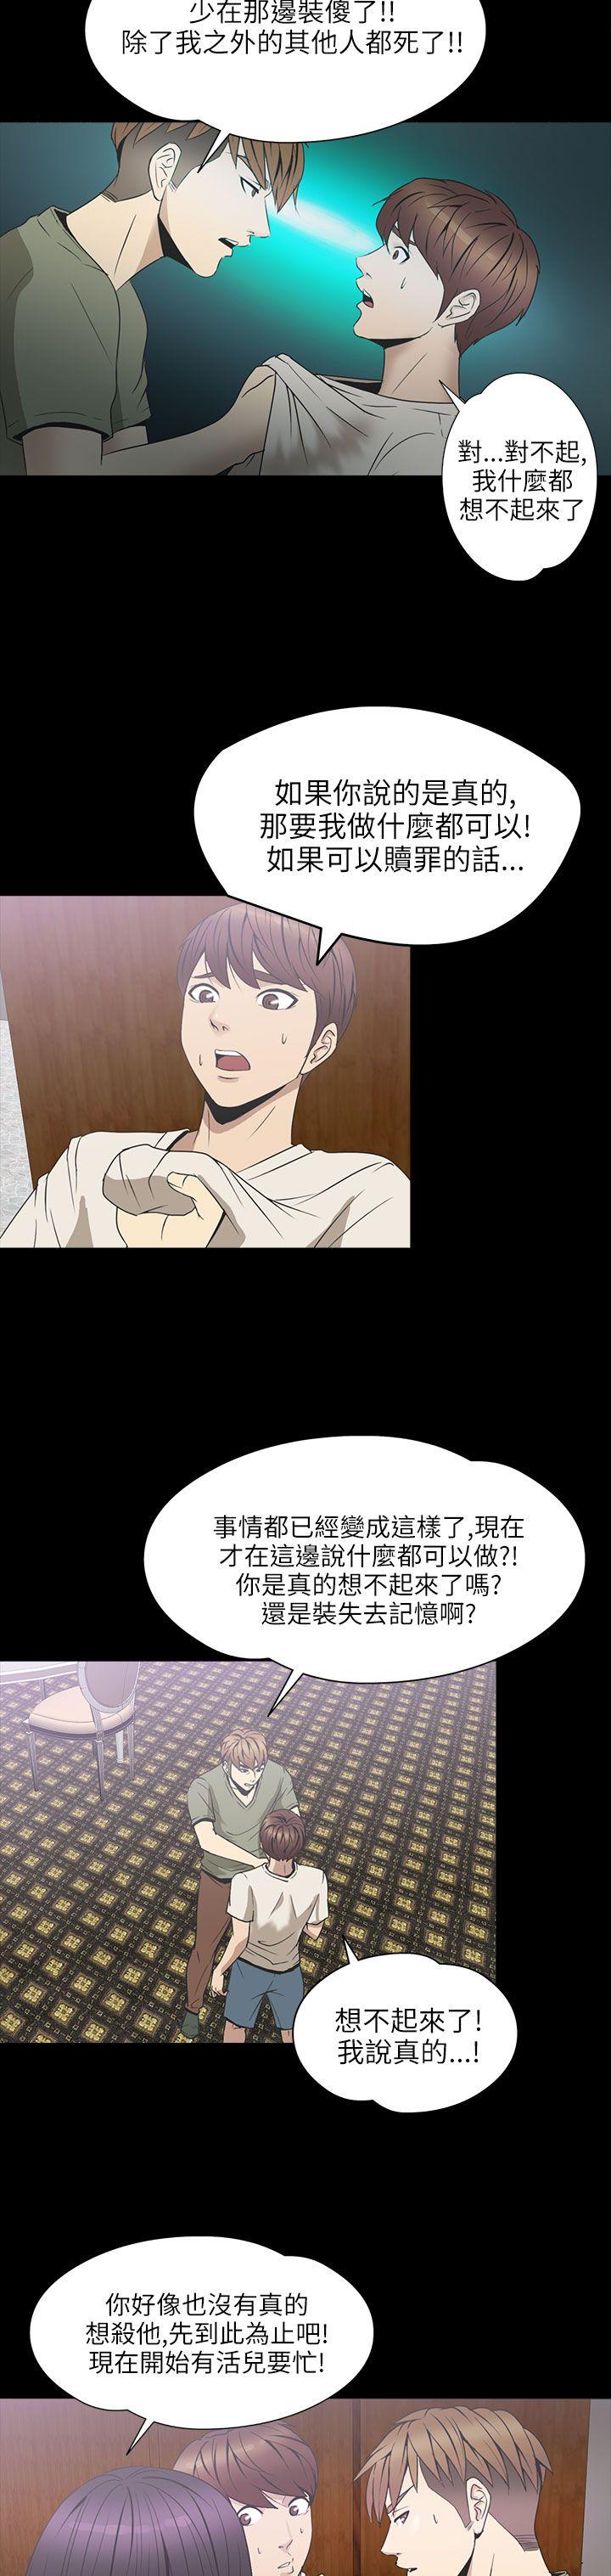 少在那邊裝傻了!!
除了我之外的其他人都死了!!
對...對不起,
我什麼都
想不起來了
如果你說的是真的,
那要我做什麼都可以!
如果可以贖罪的話...
事情都已經變成這樣了,現在
才在這邊說什麼都可以做?!
你是真的想不起來了嗎?
還是裝失去記憶啊?
想不起來了!
我說真的...!
你好像也沒有真的
想殺他,先到此為止吧!
現在開始有活兒要忙!